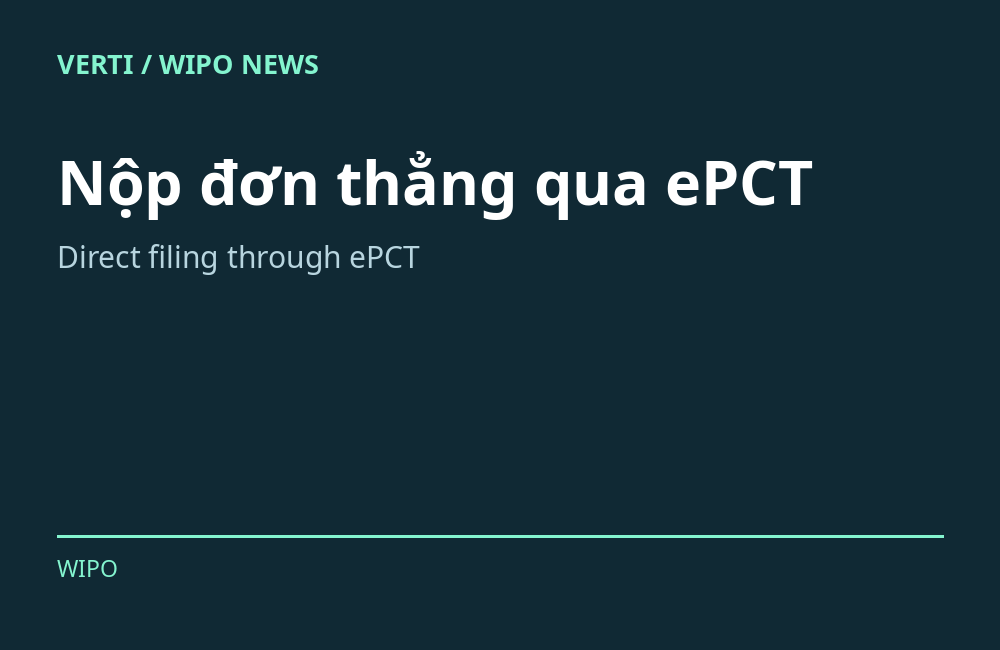 VERTI / WIPO NEWS
Nộp đơn thẳng qua ePCT
Direct filing through ePCT
WIPO